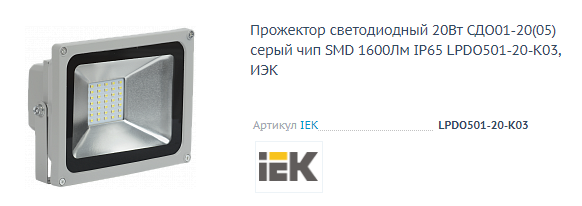 Прожектор светодиодный 20Вт СДО01-20(05)
серый чип SMD 1600Лм IP65 LPDO501-20-K03,
ИЭК
Артикул IEK LPDO501-20-K03
IEK